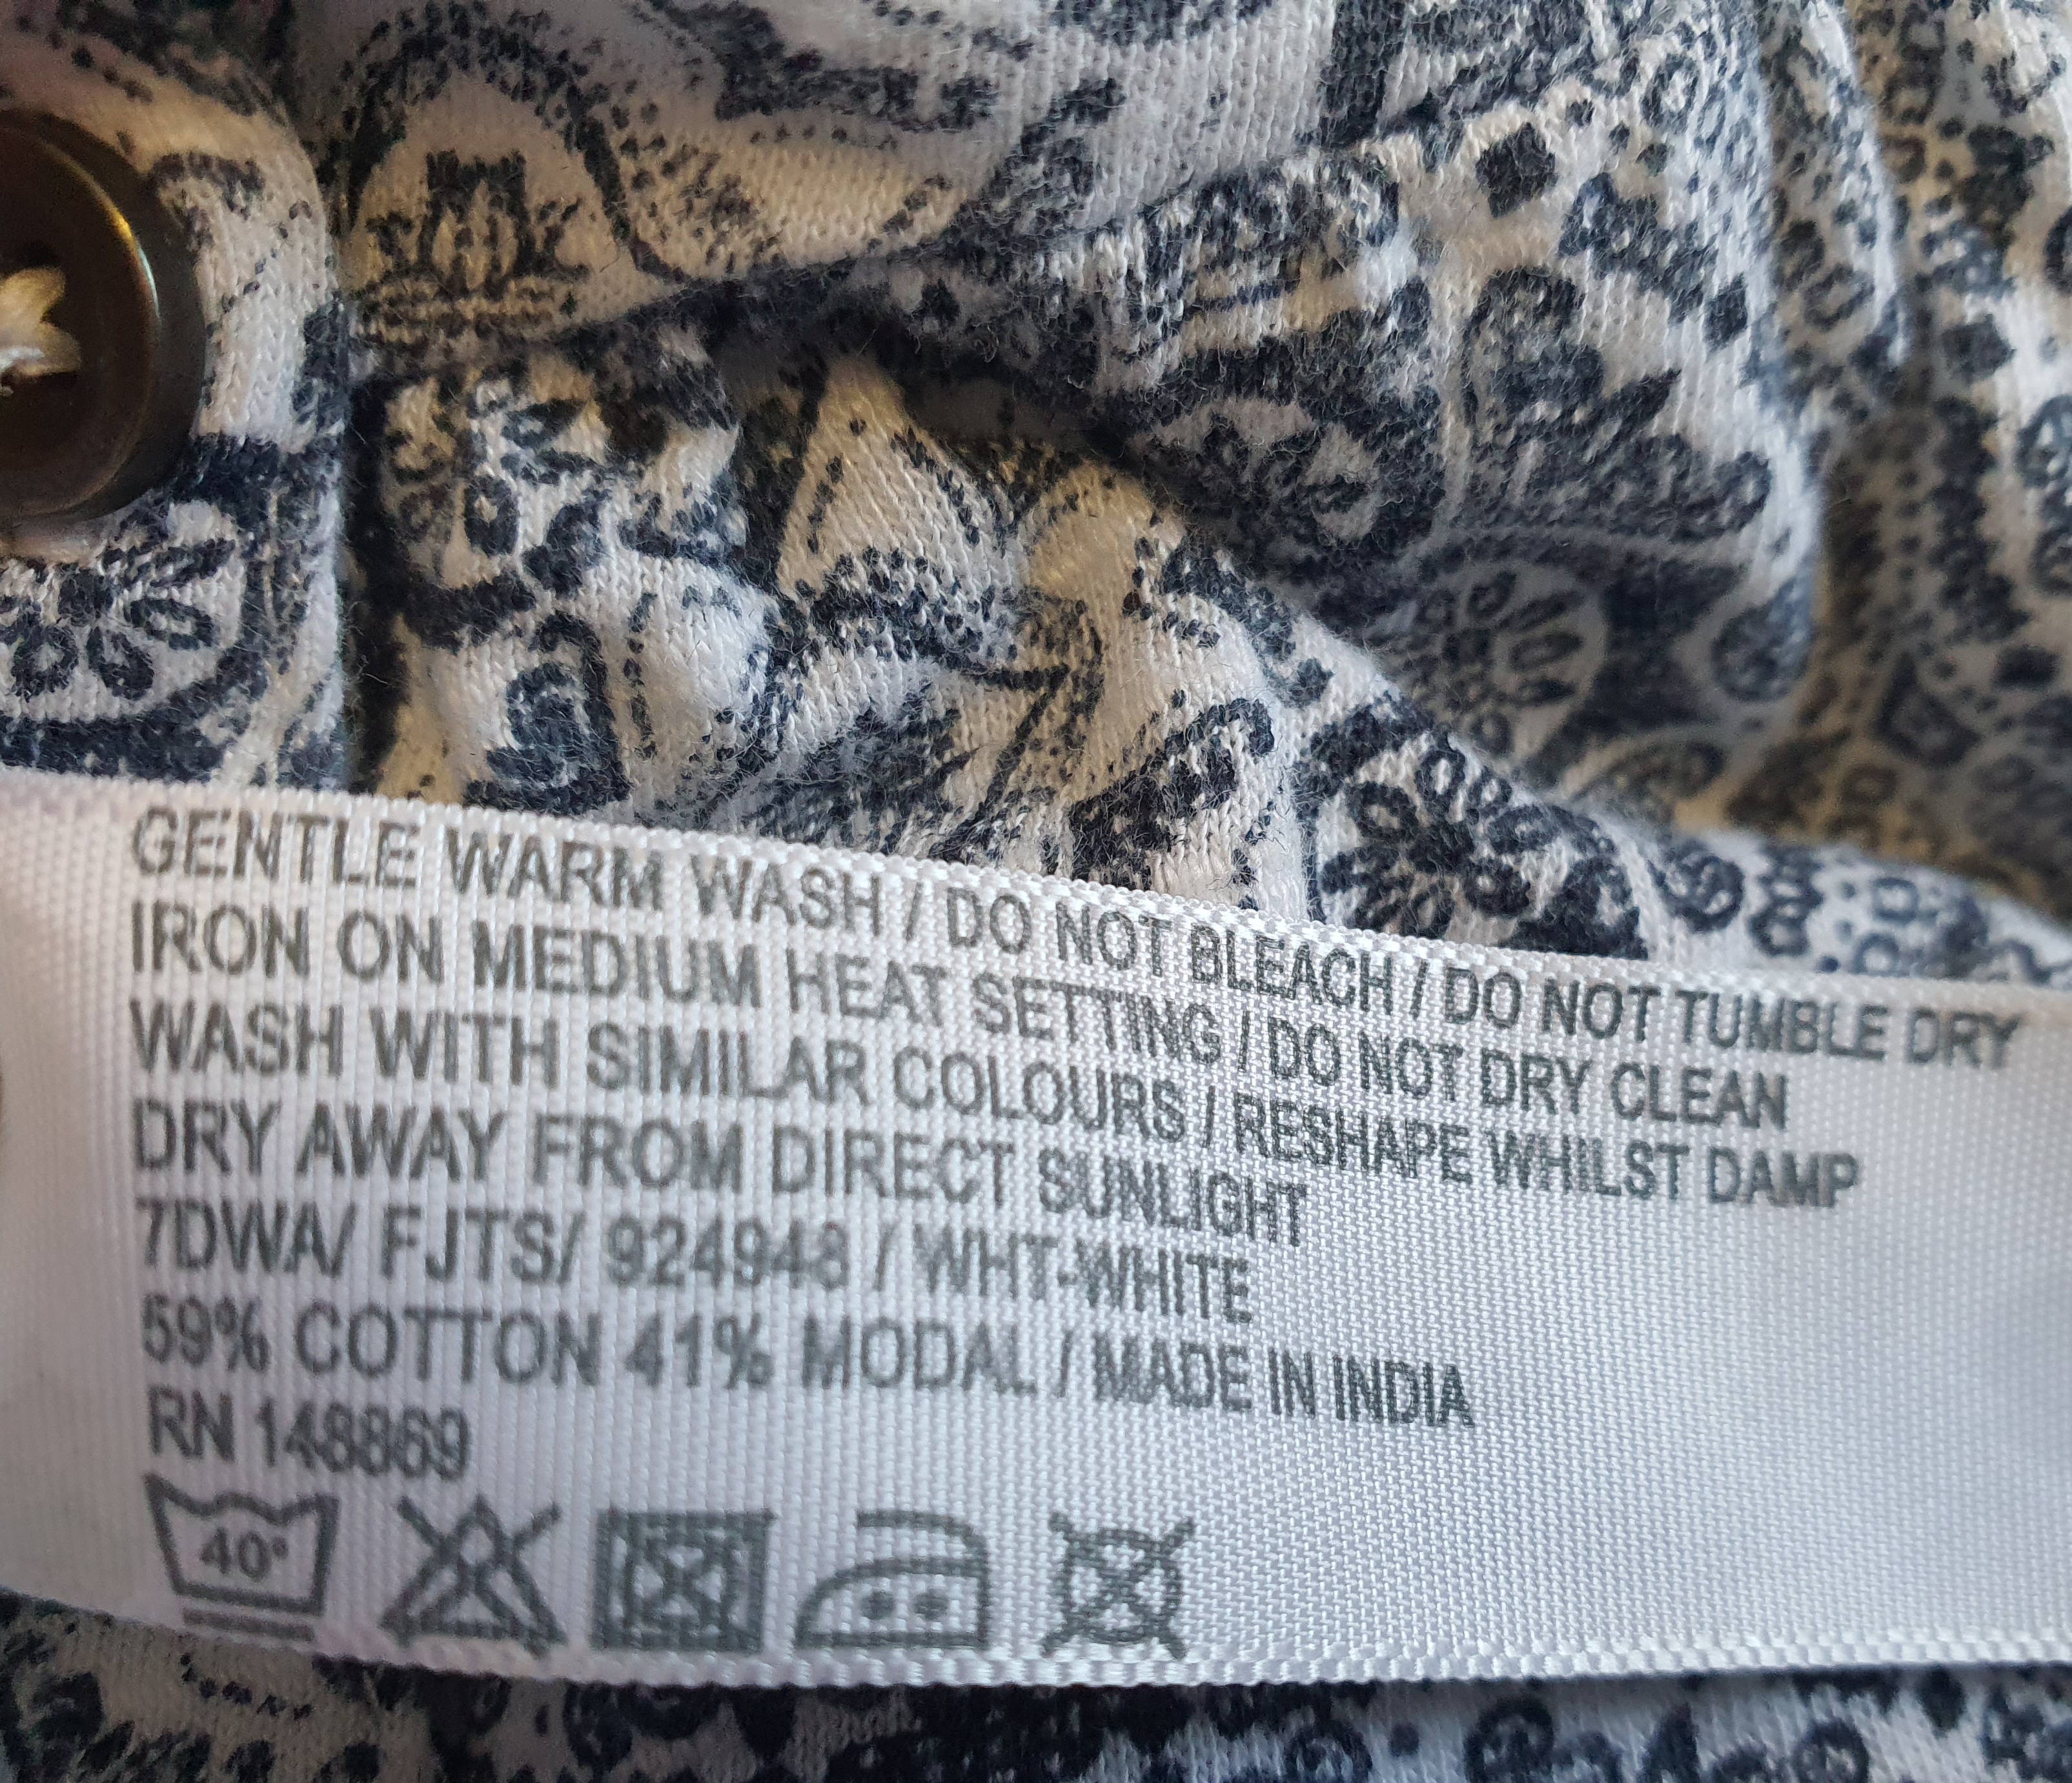 GENTLE WARM WASH / DO NOT BLEACH / DO NOT TUMBLE DRY
IRON ON MEDIUM HEAT SETTING / DO NOT DRY CLEAN
WASH WITH SIMILAR COLOURS / RESHAPE WHILST DAMP
DRY AWAY FROM DIRECT SUNLIGHT
7DWA/ FJTS/ 924948 / WHT-WHITE
59% COTTON 41% MODAL / MADE IN INDIA
RN 148869
40°